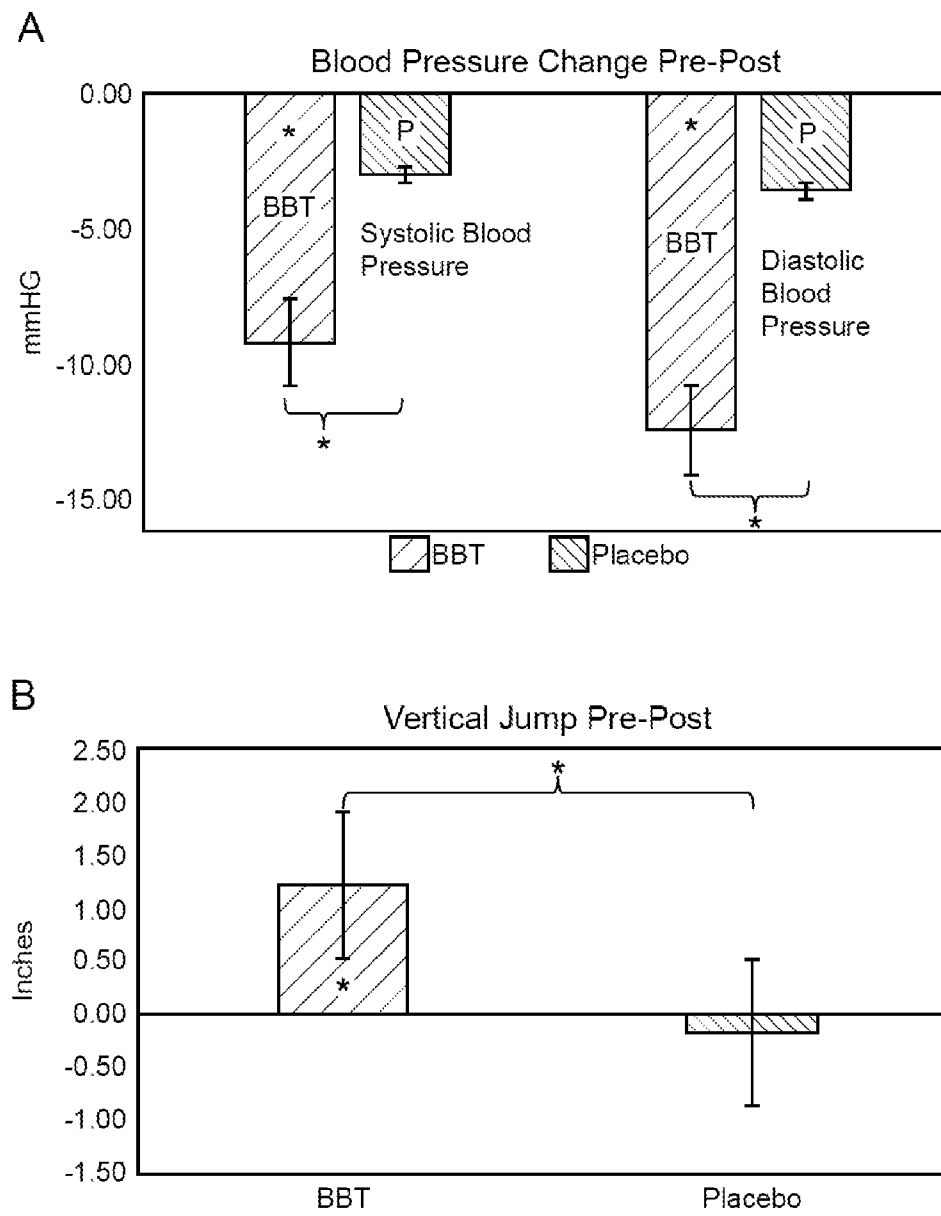 A
Blood Pressure Change Pre-Post
0.00
-5.00
-10.00
-15.00
mmHG
*
BBT
P
Systolic Blood
Pressure
*
*
BBT
P
Diastolic
Blood
Pressure
*
BBT
Placebo
B
Vertical Jump Pre-Post
2.50
2.00
1.50
1.00
0.50
0.00
-0.50
-1.00
-1.50
Inches
*
*
BBT
Placebo